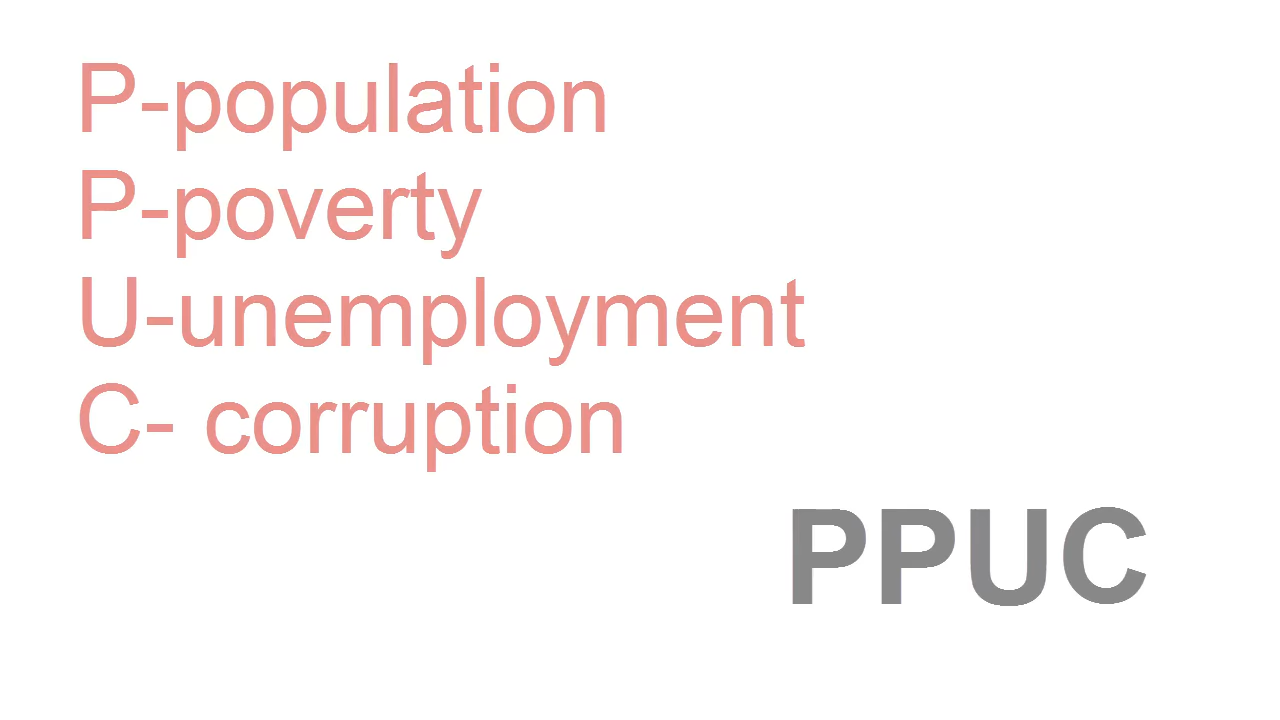 P-population
P-poverty
U-unemployment
C- corruption
PPUC